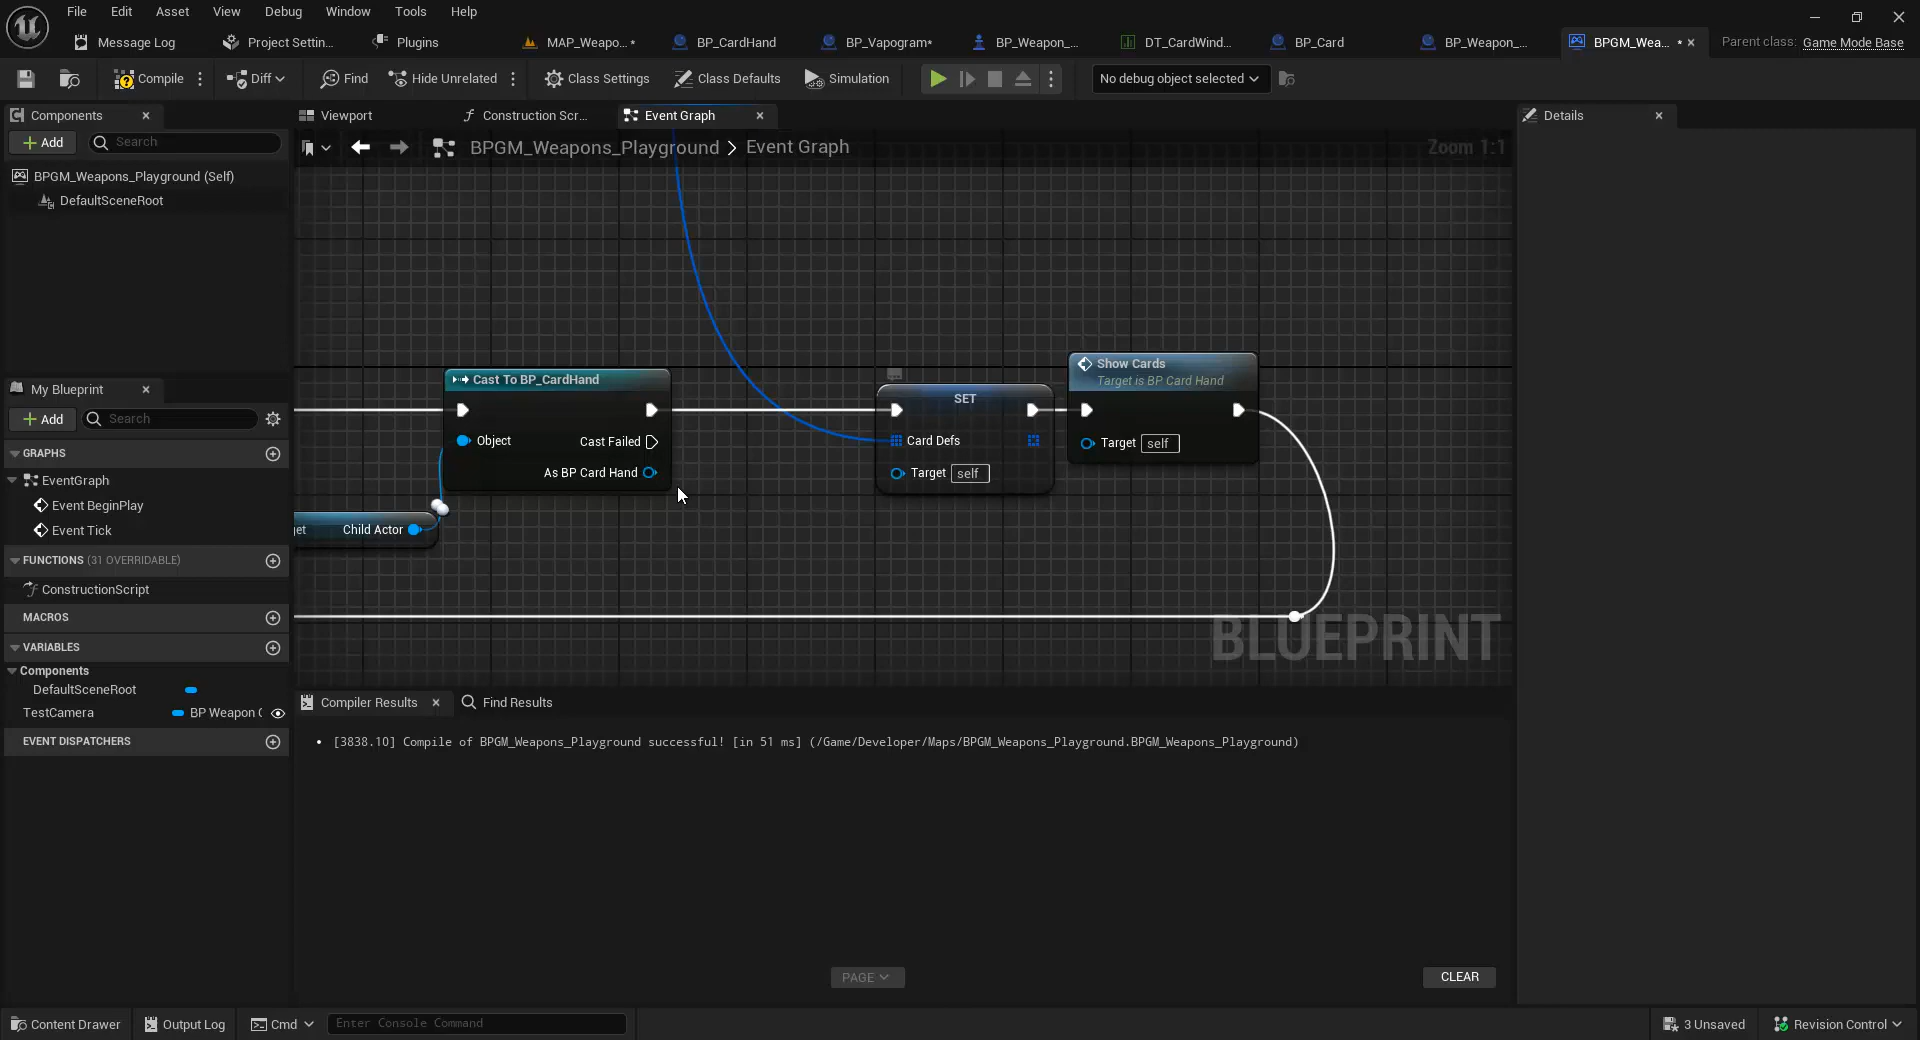 File Edit Asset View Debug Window Tools Help
Message Log
Project Settin...
Plugins
MAP_Weapo... *
BP_CardHand
BP_Vapogram*
BP_Weapon_...
DT_CardWind...
BP_Card
BP_Weapon_...
BPGM_Wea... *
Parent class: Game Mode Base
Compile
Diff
Find
Hide Unrelated
Class Settings
Class Defaults
Simulation
No debug object selected
Components
Viewport
Construction Scr...
Event Graph
Details
Add
Search
BPGM_Weapons_Playground > Event Graph
Zoom 1:1
BPGM_Weapons_Playground (Self)
DefaultSceneRoot
Cast To BP_CardHand
Object
Cast Failed
As BP Card Hand
SET
Card Defs
Target self
Show Cards
Target is BP Card Hand
Target self
get
Child Actor
BLUEPRINT
My Blueprint
Add
Search
GRAPHS
EventGraph
Event BeginPlay
Event Tick
FUNCTIONS (31 OVERRIDABLE)
ConstructionScript
MACROS
VARIABLES
Components
DefaultSceneRoot
TestCamera
BP Weapon
EVENT DISPATCHERS
Compiler Results
Find Results
[3838.10] Compile of BPGM_Weapons_Playground successful! [in 51 ms] (/Game/Developer/Maps/BPGM_Weapons_Playground.BPGM_Weapons_Playground)
PAGE
CLEAR
Content Drawer
Output Log
Cmd
Enter Console Command
3 Unsaved
Revision Control